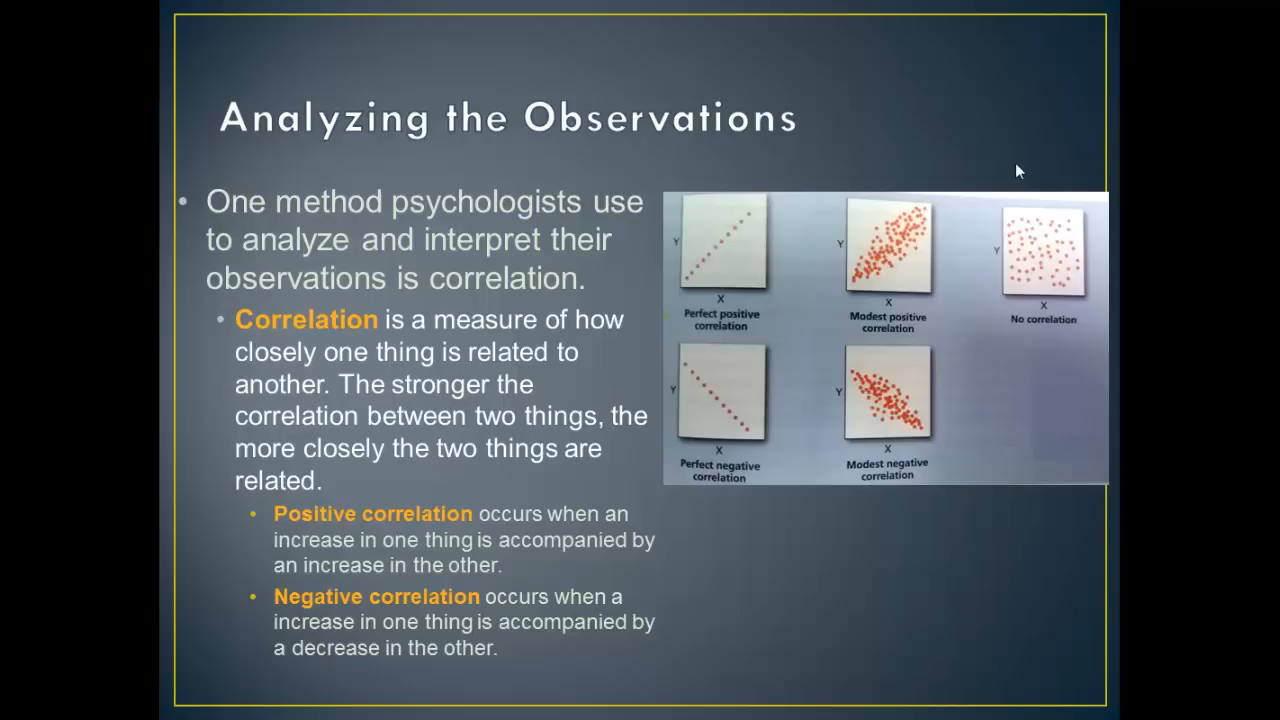 Analyzing the Observations
• One method psychologists use
to analyze and interpret their
observations is correlation.
• Correlation is a measure of how
closely one thing is related to
another. The stronger the
correlation between two things, the
more closely the two things are
related.
• Positive correlation occurs when an
increase in one thing is accompanied by
an increase in the other.
• Negative correlation occurs when a
increase in one thing is accompanied by
a decrease in the other.
Y
X
Perfect positive
correlation
Y
X
Modest positive
correlation
Y
X
No correlation
Y
X
Perfect negative
correlation
Y
X
Modest negative
correlation